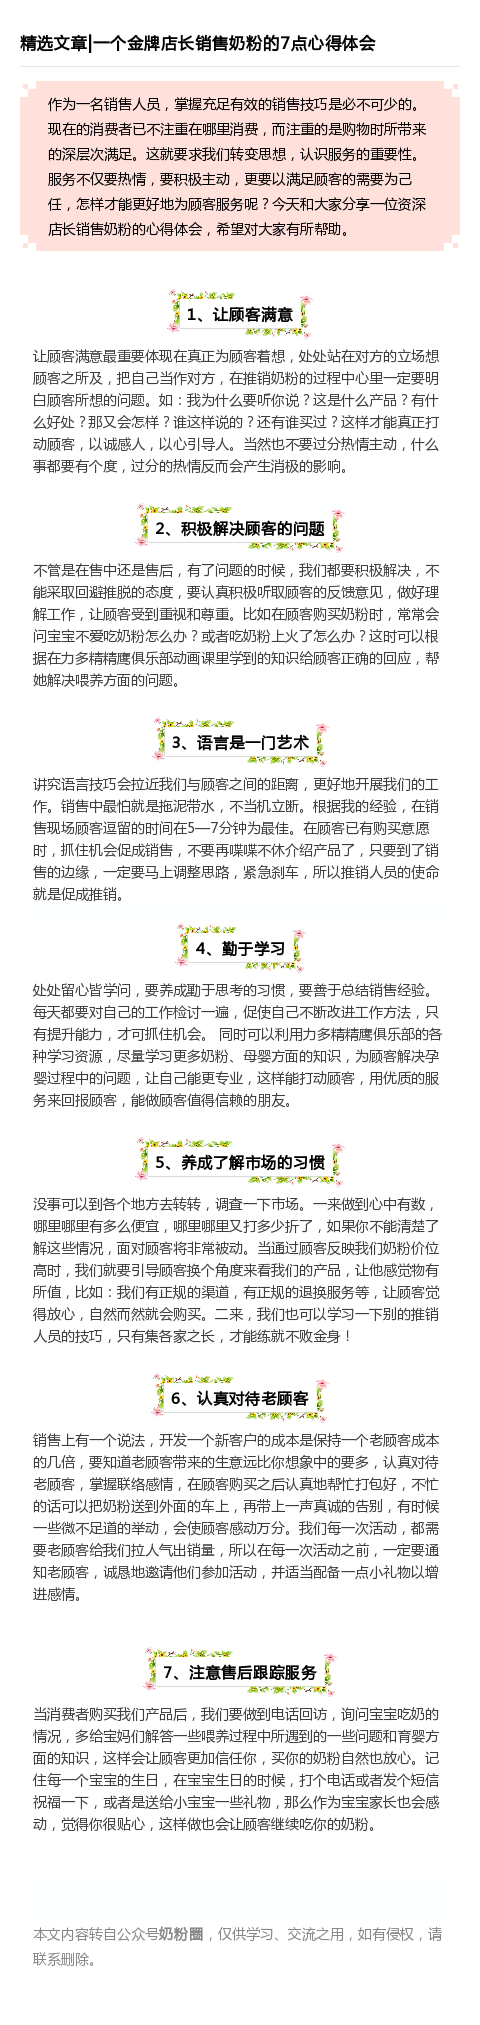 精选文章|一个金牌店长销售奶粉的7点心得体会
作为一名销售人员，掌握充足有效的销售技巧是必不可少的。
现在的消费者已不注重在哪里消费，而注重的是购物时所带来
的深层次满足。这就要求我们转变思想，认识服务的重要性。
服务不仅要热情，要积极主动，更要以满足顾客的需要为己
任，怎样才能更好地为顾客服务呢？今天和大家分享一位资深
店长销售奶粉的心得体会，希望对大家有所帮助。
1、让顾客满意
让顾客满意最重要体现在真正为顾客着想，处处站在对方的立场想
顾客之所及，把自己当作对方，在推销奶粉的过程中心里一定要明
白顾客所想的问题。如：我为什么要听你说？这是什么产品？有什
么好处？那又会怎样？谁这样说的？还有谁买过？这样才能真正打
动顾客，以诚感人，以心引导人。当然也不要过分热情主动，什么
事都要有个度，过分的热情反而会产生消极的影响。
2、积极解决顾客的问题
不管是在售中还是售后，有了问题的时候，我们都要积极解决，不
能采取回避推脱的态度，要认真积极听取顾客的反馈意见，做好理
解工作，让顾客受到重视和尊重。比如在顾客购买奶粉时，常常会
问宝宝不爱吃奶粉怎么办？或者吃奶粉上火了怎么办？这时可以根
据在力多精精鹰俱乐部动画课里学到的知识给顾客正确的回应，帮
她解决喂养方面的问题。
3、语言是一门艺术
讲究语言技巧会拉近我们与顾客之间的距离，更好地开展我们的工
作。销售中最怕就是拖泥带水，不当机立断。根据我的经验，在销
售现场顾客逗留的时间在5—7分钟为最佳。在顾客已有购买意愿
时，抓住机会促成销售，不要再喋喋不休介绍产品了，只要到了销
售的边缘，一定要马上调整思路，紧急刹车，所以推销人员的使命
就是促成推销。
4、勤于学习
处处留心皆学问，要养成勤于思考的习惯，要善于总结销售经验。
每天都要对自己的工作检讨一遍，促使自己不断改进工作方法，只
有提升能力，才可抓住机会。 同时可以利用力多精精鹰俱乐部的各
种学习资源，尽量学习更多奶粉、母婴方面的知识，为顾客解决孕
婴过程中的问题，让自己能更专业，这样能打动顾客，用优质的服
务来回报顾客，能做顾客值得信赖的朋友。
5、养成了解市场的习惯
没事可以到各个地方去转转，调查一下市场。一来做到心中有数，
哪里哪里有多么便宜，哪里哪里又打多少折了，如果你不能清楚了
解这些情况，面对顾客将非常被动。当通过顾客反映我们奶粉价位
高时，我们就要引导顾客换个角度来看我们的产品，让他感觉物有
所值，比如：我们有正规的渠道，有正规的退换服务等，让顾客觉
得放心，自然而然就会购买。二来，我们也可以学习一下别的推销
人员的技巧，只有集各家之长，才能练就不败金身！
6、认真对待老顾客
销售上有一个说法，开发一个新客户的成本是保持一个老顾客成本
的几倍，要知道老顾客带来的生意远比你想象中的要多，认真对待
老顾客，掌握联络感情，在顾客购买之后认真地帮忙打包好，不忙
的话可以把奶粉送到外面的车上，再带上一声真诚的告别，有时候
一些微不足道的举动，会使顾客感动万分。我们每一次活动，都需
要老顾客给我们拉人气出销量，所以在每一次活动之前，一定要通
知老顾客，诚恳地邀请他们参加活动，并适当配备一点小礼物以增
进感情。
7、注意售后跟踪服务
当消费者购买我们产品后，我们要做到电话回访，询问宝宝吃奶的
情况，多给宝妈们解答一些喂养过程中所遇到的一些问题和育婴方
面的知识，这样会让顾客更加信任你，买你的奶粉自然也放心。记
住每一个宝宝的生日，在宝宝生日的时候，打个电话或者发个短信
祝福一下，或者是送给小宝宝一些礼物，那么作为宝宝家长也会感
动，觉得你很贴心，这样做也会让顾客继续吃你的奶粉。
本文内容转自公众号奶粉圈，仅供学习、交流之用，如有侵权，请
联系删除。